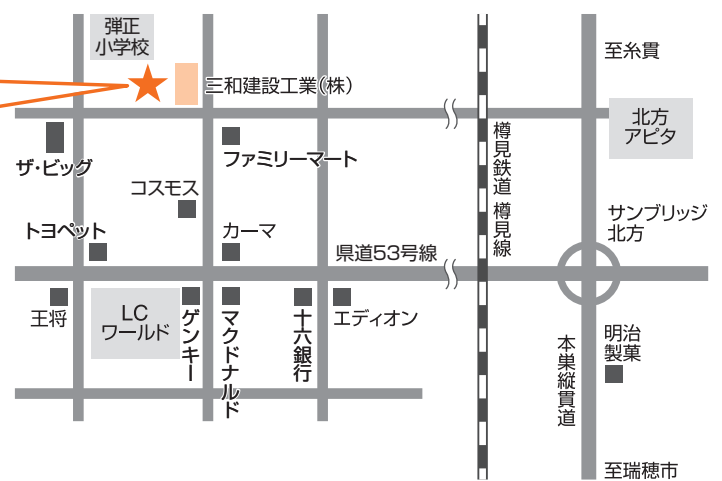 弾正
小学校
至糸貫
三和建設工業(株)
北方
アピタ
ザ・ビッグ
ファミリーマート
樽見鉄道 樽見線
コスモス
サンブリッジ
北方
トヨペット
カーマ
県道53号線
王将
LC
ワールド
ゲンキー
マクドナルド
十六銀行
エディオン
本巣縦貫道
明治
製菓
至瑞穂市